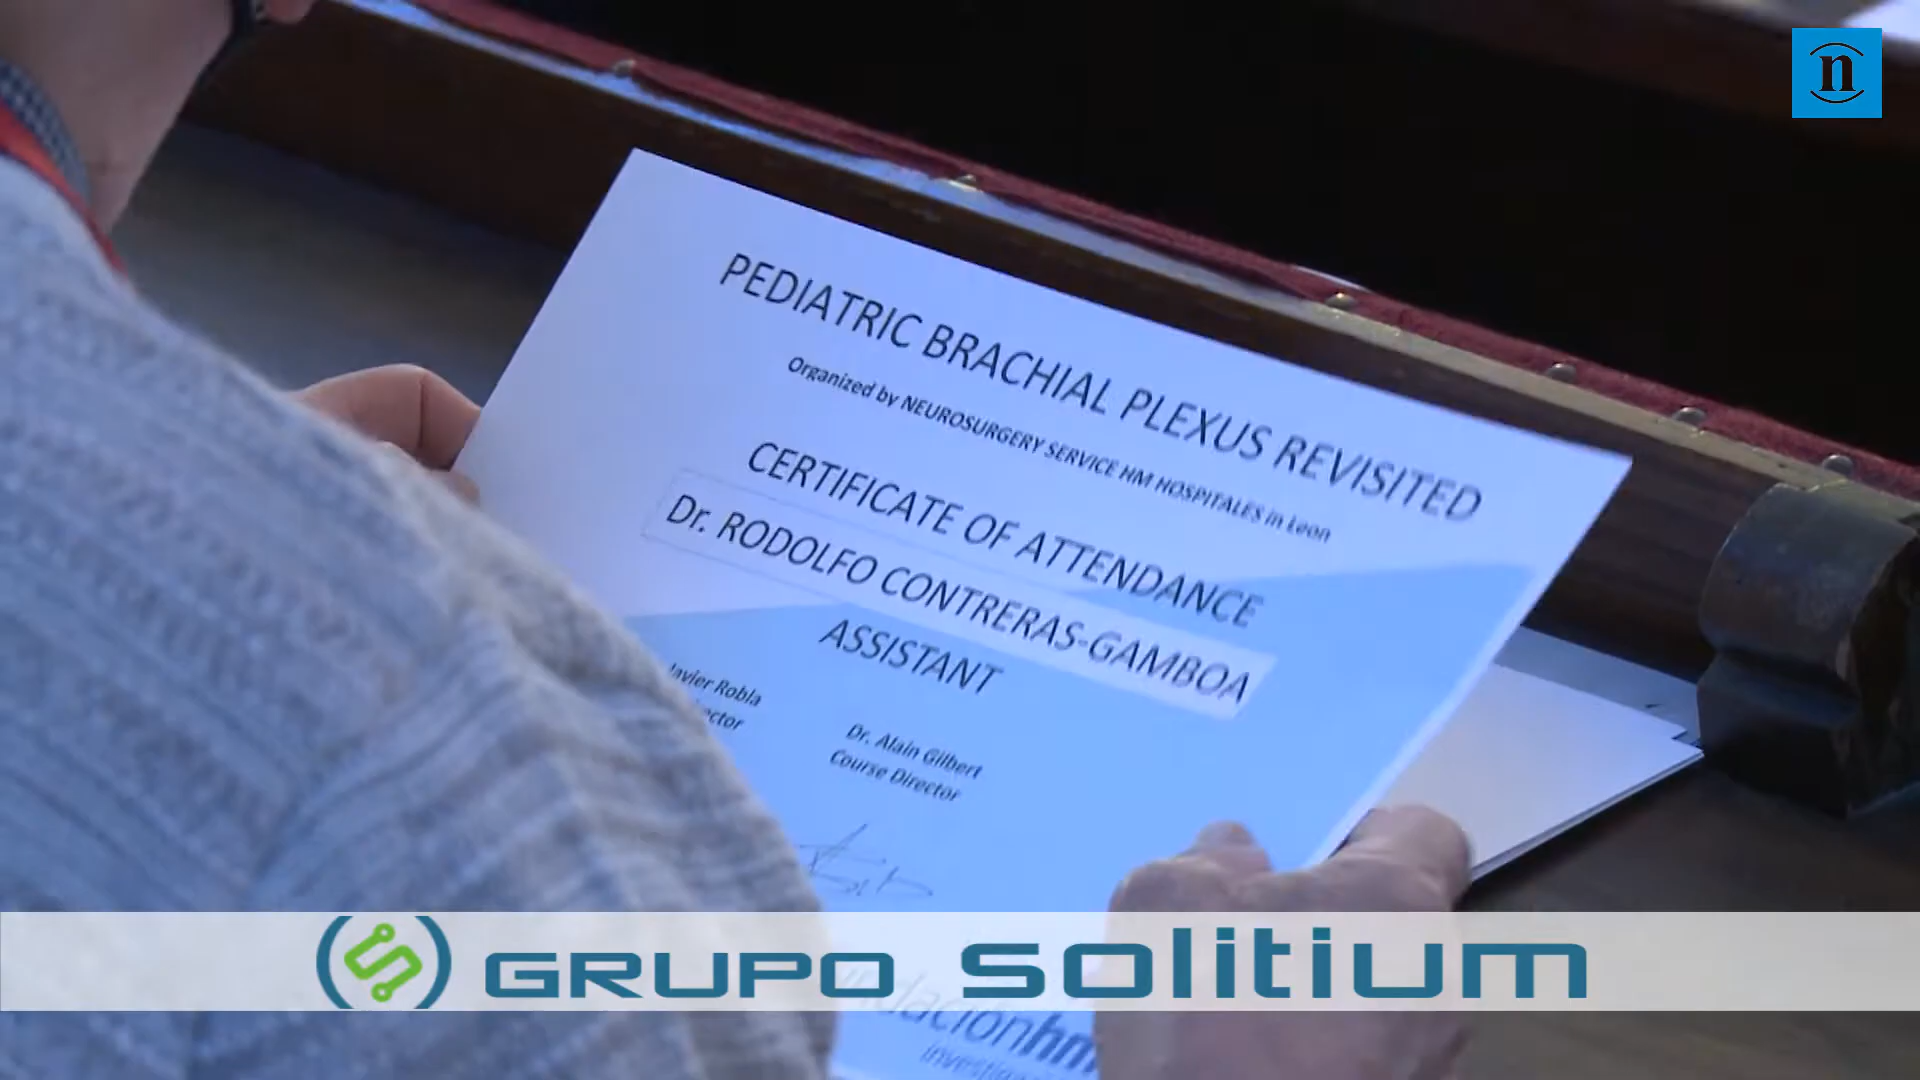 n
PEDIATRIC BRACHIAL PLEXUS REVISITED
Organized by NEUROSURGERY SERVICE HM HOSPITALES in Leon
CERTIFICATE OF ATTENDANCE
Dr. RODOLFO CONTRERAS-GAMBOA
ASSISTANT
Javier Robla
Dr. Alain Gilbert
Course Director
GRUPO solitium